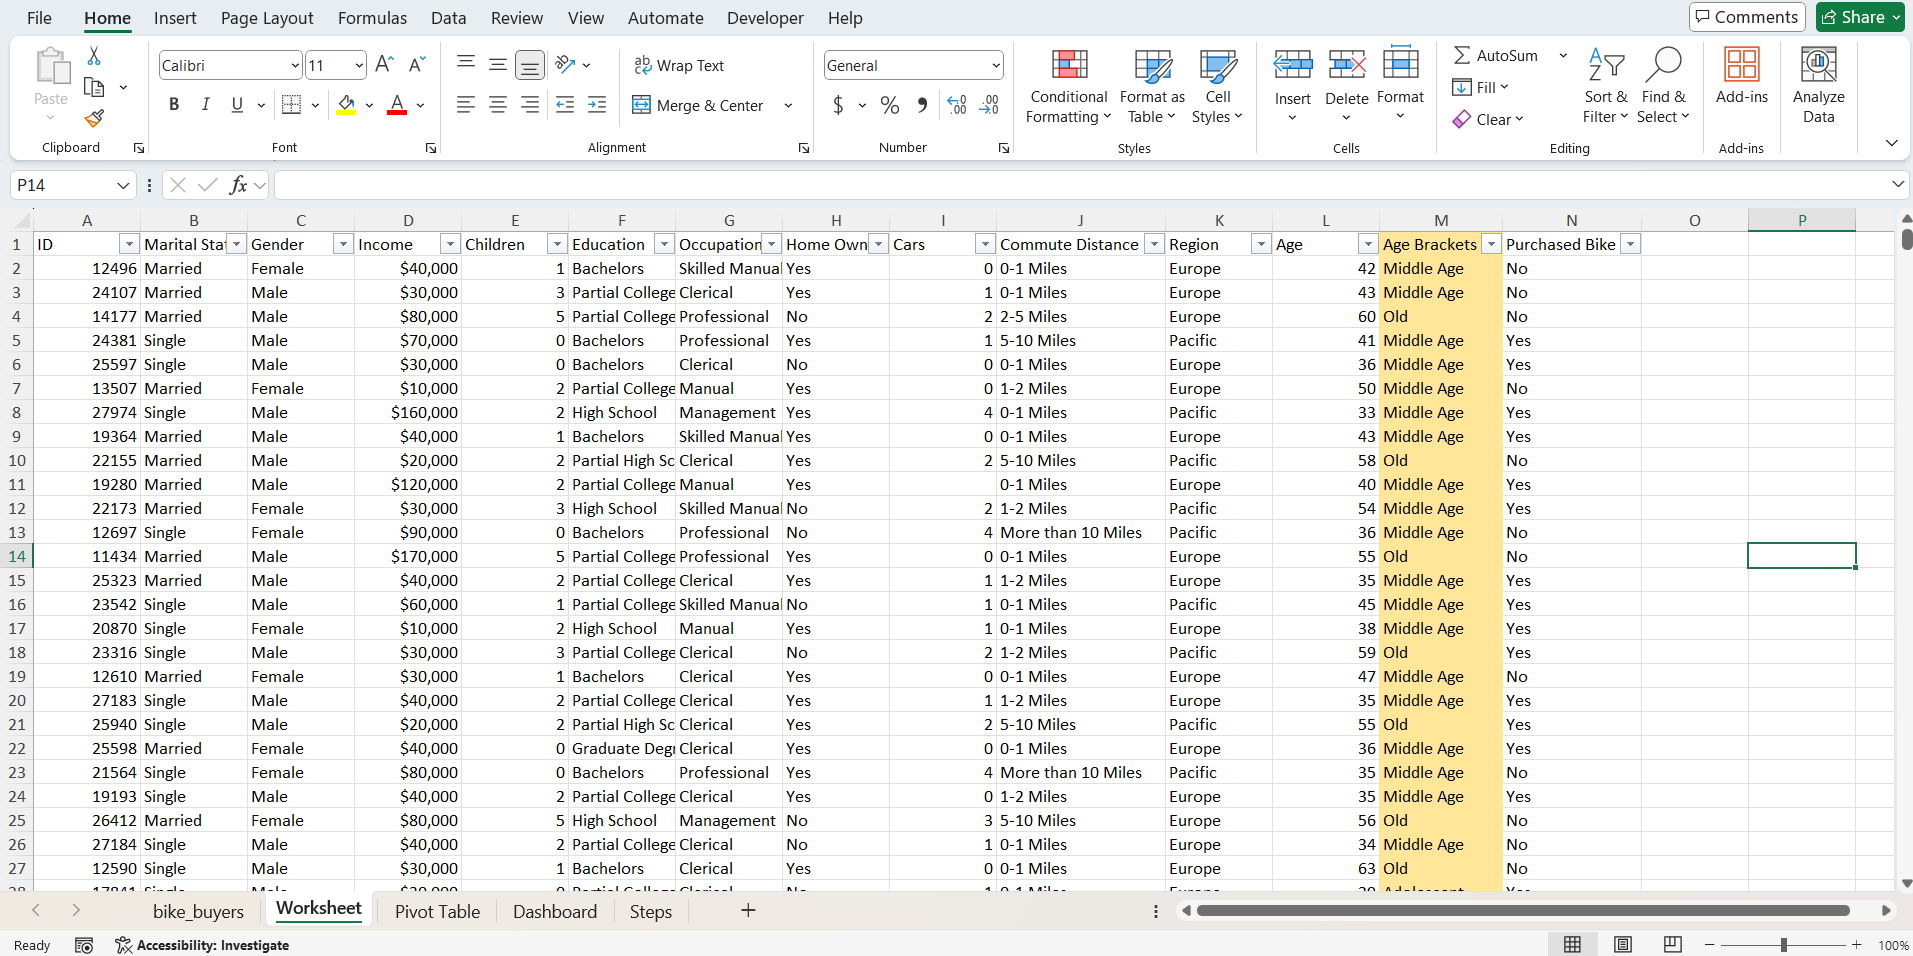 File Home Insert Page Layout Formulas Data Review View Automate Developer Help Comments Share
Paste
Clipboard
Calibri 11
B I U A
Font
Wrap Text
Merge & Center
Alignment
General
$ % 
Number
Conditional Formatting
Format as Table
Cell Styles
Styles
Insert Delete Format
Cells
AutoSum
Fill
Clear
Sort & Filter
Find & Select
Editing
Add-ins
Add-ins
Analyze Data
P14 fx
A B C D E F G H I J K L M N O P
1 ID Marital Stat Gender Income Children Education Occupation Home Own Cars Commute Distance Region Age Age Brackets Purchased Bike
2 12496 Married Female $40,000 1 Bachelors Skilled Manual Yes 0 0-1 Miles Europe 42 Middle Age No
3 24107 Married Male $30,000 3 Partial College Clerical Yes 1 0-1 Miles Europe 43 Middle Age No
4 14177 Married Male $80,000 5 Partial College Professional No 2 2-5 Miles Europe 60 Old No
5 24381 Single Male $70,000 0 Bachelors Professional Yes 1 5-10 Miles Pacific 41 Middle Age Yes
6 25597 Single Male $30,000 0 Bachelors Clerical No 0 0-1 Miles Europe 36 Middle Age Yes
7 13507 Married Female $10,000 2 Partial College Manual Yes 0 1-2 Miles Europe 50 Middle Age No
8 27974 Single Male $160,000 2 High School Management Yes 4 0-1 Miles Pacific 33 Middle Age Yes
9 19364 Married Male $40,000 1 Bachelors Skilled Manual Yes 0 0-1 Miles Europe 43 Middle Age Yes
10 22155 Married Male $20,000 2 Partial High Sc Clerical Yes 2 5-10 Miles Pacific 58 Old No
11 19280 Married Male $120,000 2 Partial College Manual Yes 0-1 Miles Europe 40 Middle Age Yes
12 22173 Married Female $30,000 3 High School Skilled Manual No 2 1-2 Miles Pacific 54 Middle Age Yes
13 12697 Single Female $90,000 0 Bachelors Professional No 4 More than 10 Miles Pacific 36 Middle Age No
14 11434 Married Male $170,000 5 Partial College Professional Yes 0 0-1 Miles Europe 55 Old No
15 25323 Married Male $40,000 2 Partial College Clerical Yes 1 1-2 Miles Europe 35 Middle Age Yes
16 23542 Single Male $60,000 1 Partial College Skilled Manual No 1 0-1 Miles Pacific 45 Middle Age Yes
17 20870 Single Female $10,000 2 High School Manual Yes 1 0-1 Miles Europe 38 Middle Age Yes
18 23316 Single Male $30,000 3 Partial College Clerical No 2 1-2 Miles Pacific 59 Old Yes
19 12610 Married Female $30,000 1 Bachelors Clerical Yes 0 0-1 Miles Europe 47 Middle Age No
20 27183 Single Male $40,000 2 Partial College Clerical Yes 1 1-2 Miles Europe 35 Middle Age Yes
21 25940 Single Male $20,000 2 Partial High Sc Clerical Yes 2 5-10 Miles Pacific 55 Old Yes
22 25598 Married Female $40,000 0 Graduate Degr Clerical Yes 0 0-1 Miles Europe 36 Middle Age Yes
23 21564 Single Female $80,000 0 Bachelors Professional Yes 4 More than 10 Miles Pacific 35 Middle Age No
24 19193 Single Male $40,000 2 Partial College Clerical Yes 0 1-2 Miles Europe 35 Middle Age Yes
25 26412 Married Female $80,000 5 High School Management No 3 5-10 Miles Europe 56 Old No
26 27184 Single Male $40,000 2 Partial College Clerical No 1 0-1 Miles Europe 34 Middle Age No
27 12590 Single Male $30,000 1 Bachelors Clerical Yes 0 0-1 Miles Europe 63 Old No
bike_buyers Worksheet Pivot Table Dashboard Steps
Ready Accessibility: Investigate 100%